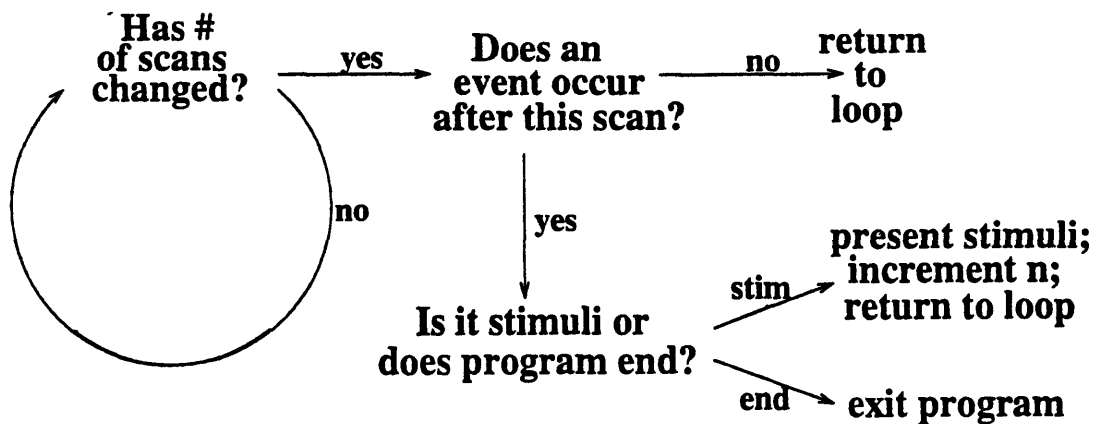 Has #
of scans
changed?
yes
Does an
event occur
after this scan?
no
return
to
loop
no
yes
Is it stimuli or
does program end?
stim
present stimuli;
increment n;
return to loop
end
exit program